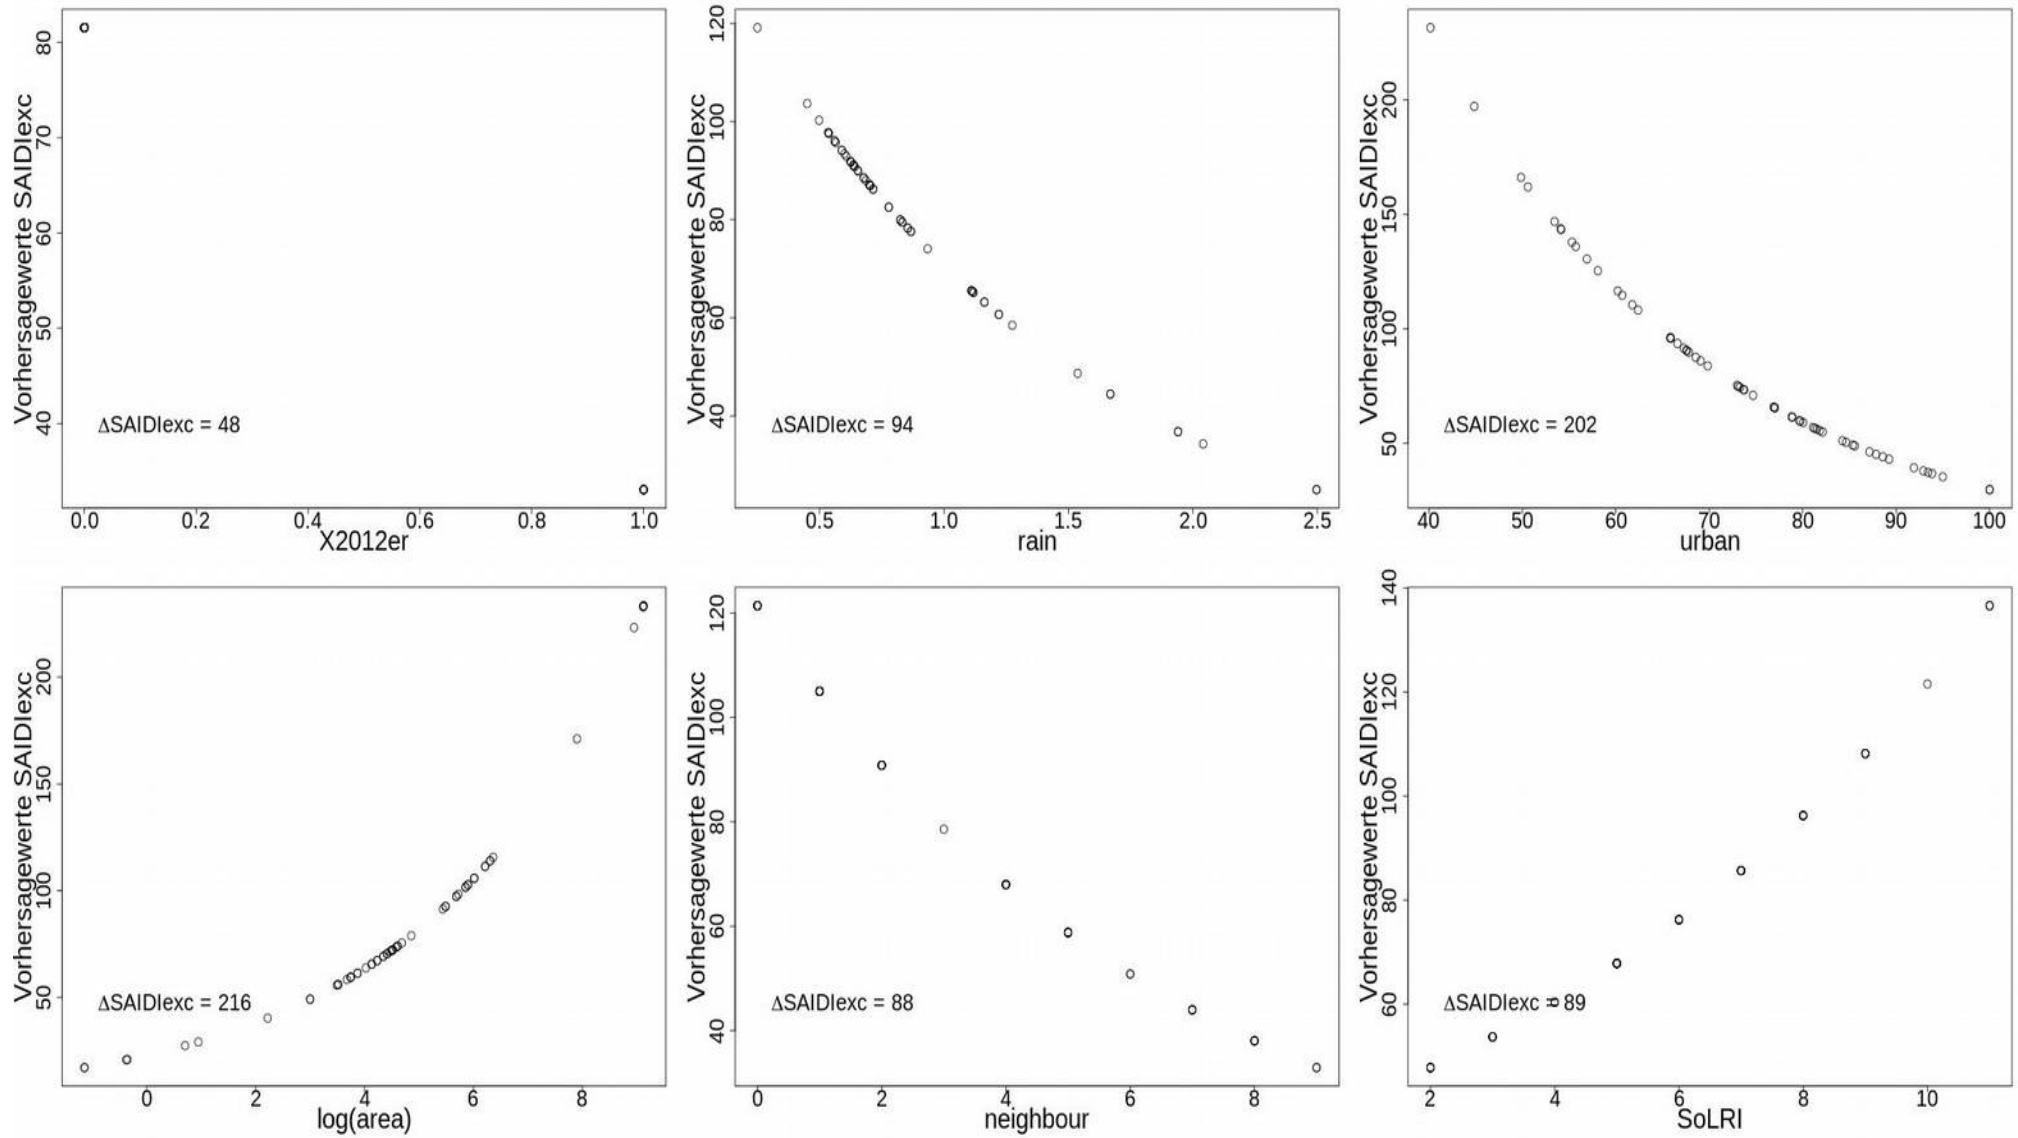 Vorhersagewerte SAIDIexc
80
70
60
50
40
ΔSAIDIexc = 48
0.0 0.2 0.4 0.6 0.8 1.0
X2012er
Vorhersagewerte SAIDIexc
120
100
80
60
40
ΔSAIDIexc = 94
0.5 1.0 1.5 2.0 2.5
rain
Vorhersagewerte SAIDIexc
200
150
100
50
ΔSAIDIexc = 202
40 50 60 70 80 90 100
urban
Vorhersagewerte SAIDIexc
200
150
100
50
ΔSAIDIexc = 216
0 2 4 6 8
log(area)
Vorhersagewerte SAIDIexc
120
100
80
60
40
ΔSAIDIexc = 88
0 2 4 6 8
neighbour
Vorhersagewerte SAIDIexc
140
120
100
80
60
ΔSAIDIexc = 89
2 4 6 8 10
SoLRI